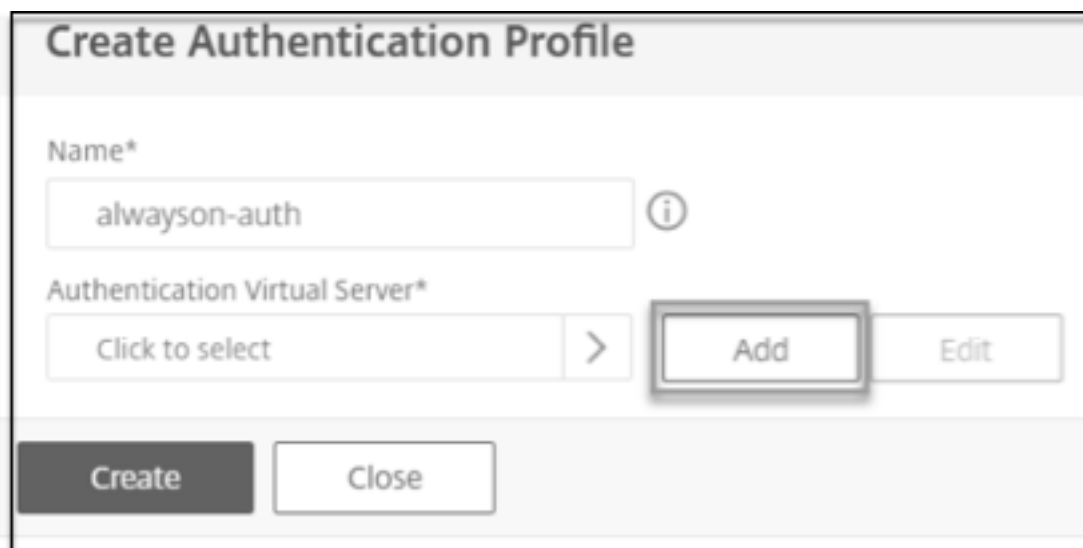 Create Authentication Profile
Name*
alwayson-auth
Authentication Virtual Server*
Click to select Add Edit
Create Close